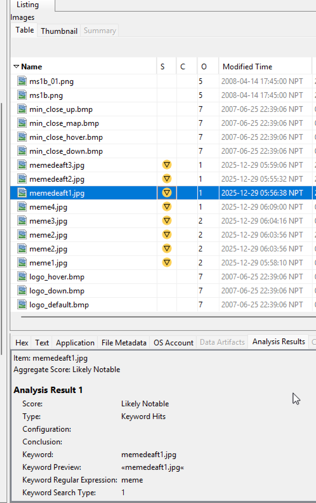 Listing
Images
Table Thumbnail Summary
Name S C O Modified Time
ms1b_01.png 5 2008-04-14 17:45:00 NPT
ms1b.png 5 2008-04-14 17:45:00 NPT
min_close_up.bmp 7 2007-06-25 22:39:06 NPT
min_close_map.bmp 7 2007-06-25 22:39:06 NPT
min_close_hover.bmp 7 2007-06-25 22:39:06 NPT
min_close_down.bmp 7 2007-06-25 22:39:06 NPT
memedeaft3.jpg 1 2025-12-29 05:59:06 NPT
memedeaft2.jpg 1 2025-12-29 05:55:32 NPT
memedeaft1.jpg 1 2025-12-29 05:56:38 NPT
meme4.jpg 1 2025-12-29 06:09:00 NPT
meme3.jpg 2 2025-12-29 06:04:16 NPT
meme2.jpg 2 2025-12-29 06:03:56 NPT
meme2.jpg 2 2025-12-29 06:03:56 NPT
meme1.jpg 2 2025-12-29 05:58:10 NPT
logo_hover.bmp 7 2007-06-25 22:39:06 NPT
logo_down.bmp 7 2007-06-25 22:39:06 NPT
logo_default.bmp 7 2007-06-25 22:39:06 NPT
Hex Text Application File Metadata OS Account Data Artifacts Analysis Results
Item: memedeaft1.jpg
Aggregate Score: Likely Notable
Analysis Result 1
Score: Likely Notable
Type: Keyword Hits
Configuration:
Conclusion:
Keyword: memedeaft1.jpg
Keyword Preview: «memedeaft1.jpg«
Keyword Regular Expression: meme
Keyword Search Type: 1